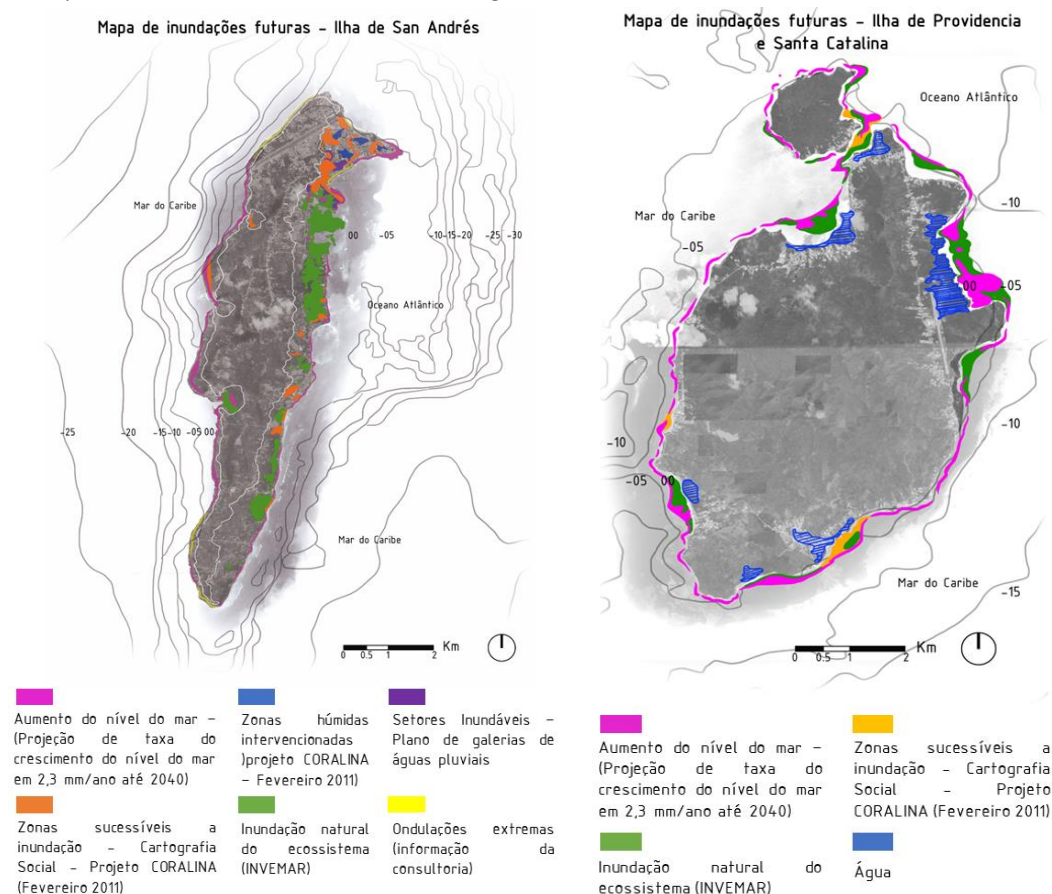 Mapa de inundações futuras - Ilha de San Andrés
Mar do Caribe
00 -05 -10-15-20 -25 -30
Oceano Atlântico
-25 -20 -15-10 -05 00
Mar do Caribe
0 0.5 1 2 Km
Aumento do nível do mar –
(Projeção de taxa do
crescimento do nível do mar
em 2,3 mm/ano até 2040)
Zonas húmidas
intervencionadas
)projeto CORALINA
– Fevereiro 2011)
Setores Inundáveis –
Plano de galerias de
águas pluviais
Zonas sucessíveis a
inundação – Cartografia
Social – Projeto CORALINA
(Fevereiro 2011)
Inundação natural
do ecossistema
(INVEMAR)
Ondulações extremas
(informação da
consultoria)
Mapa de inundações futuras - Ilha de Providencia
e Santa Catalina
Oceano Atlântico
-10
Mar do Caribe
-05
00 -05
-10
-10
-05 00
Mar do Caribe
-15
0 0.5 1 2 Km
Aumento do nível do mar –
(Projeção de taxa do
crescimento do nível do mar
em 2,3 mm/ano até 2040)
Zonas sucessíveis a
inundação – Cartografia
Social – Projeto
CORALINA (Fevereiro 2011)
Inundação natural do
ecossistema (INVEMAR)
Água